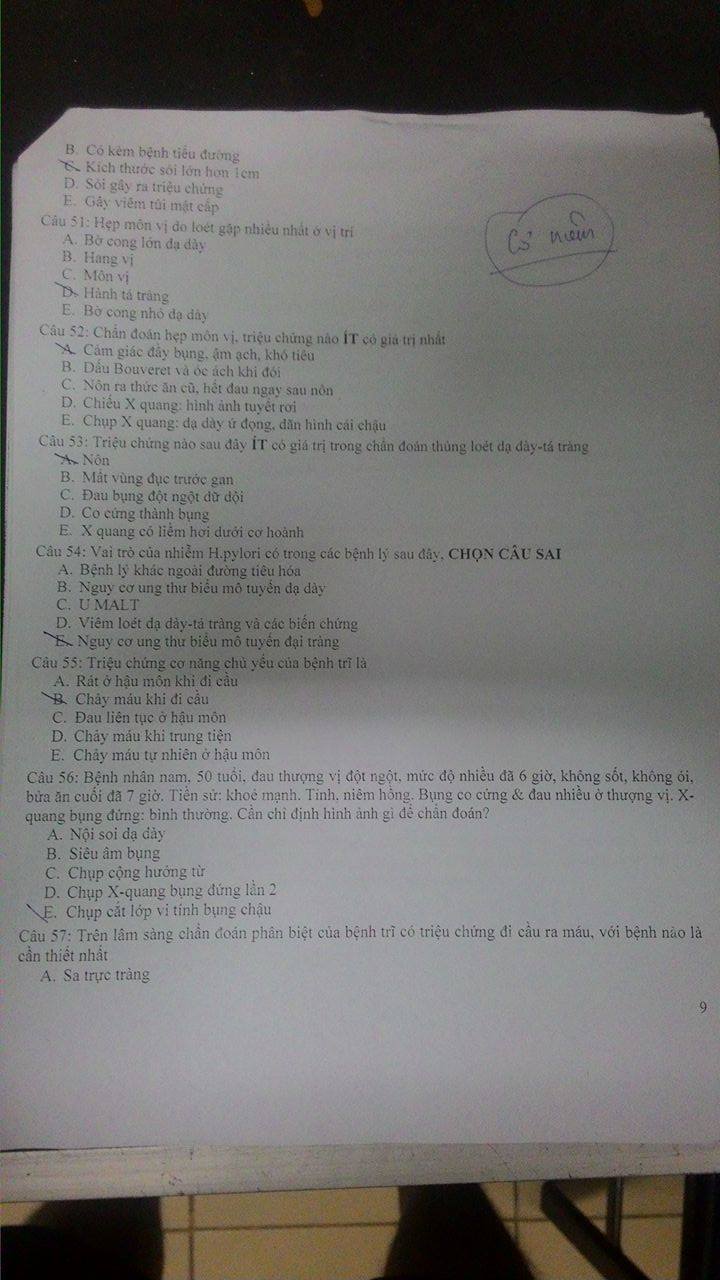 B. Có kèm bệnh tiểu đường
C. Kích thước sỏi lớn hơn 1cm
D. Sỏi gây ra triệu chứng
E. Gây viêm túi mật cấp
Câu 51: Hẹp môn vị do loét gặp nhiều nhất ở vị trí
A. Bờ cong lớn dạ dày
B. Hang vị
C. Môn vị
D. Hành tá tràng
E. Bờ cong nhỏ dạ dày
Câu 52: Chẩn đoán hẹp môn vị, triệu chứng nào ÍT có giá trị nhất
A. Cảm giác đầy bụng, ậm ạch, khó tiêu
B. Dấu Bouveret và óc ách khi đói
C. Nôn ra thức ăn cũ, hết đau ngay sau nôn
D. Chiếu X quang: hình ảnh tuyết rơi
E. Chụp X quang: dạ dày ứ đọng, dãn hình cái chậu
Câu 53: Triệu chứng nào sau đây ÍT có giá trị trong chẩn đoán thủng loét dạ dày-tá tràng
A. Nôn
B. Mất vùng đục trước gan
C. Đau bụng đột ngột dữ dội
D. Co cứng thành bụng
E. X quang có liềm hơi dưới cơ hoành
Câu 54: Vai trò của nhiễm H.pylori có trong các bệnh lý sau đây, CHỌN CÂU SAI
A. Bệnh lý khác ngoài đường tiêu hóa
B. Nguy cơ ung thư biểu mô tuyến dạ dày
C. U MALT
D. Viêm loét dạ dày-tá tràng và các biến chứng
E. Nguy cơ ung thư biểu mô tuyến đại tràng
Câu 55: Triệu chứng cơ năng chủ yếu của bệnh trĩ là
A. Rát ở hậu môn khi đi cầu
B. Chảy máu khi đi cầu
C. Đau liên tục ở hậu môn
D. Chảy máu khi trung tiện
E. Chảy máu tự nhiên ở hậu môn
Câu 56: Bệnh nhân nam, 50 tuổi, đau thượng vị đột ngột, mức độ nhiều đã 6 giờ, không sốt, không ói,
bữa ăn cuối đã 7 giờ. Tiền sử: khoẻ mạnh. Tỉnh, niêm hồng. Bụng co cứng & đau nhiều ở thượng vị. X-
quang bụng đứng: bình thường. Cần chỉ định hình ảnh gì để chẩn đoán?
A. Nội soi dạ dày
B. Siêu âm bụng
C. Chụp cộng hưởng từ
D. Chụp X-quang bụng đứng lần 2
E. Chụp cắt lớp vi tính bụng chậu
Câu 57: Trên lâm sàng chẩn đoán phân biệt của bệnh trĩ có triệu chứng đi cầu ra máu, với bệnh nào là
cần thiết nhất
A. Sa trực tràng
9